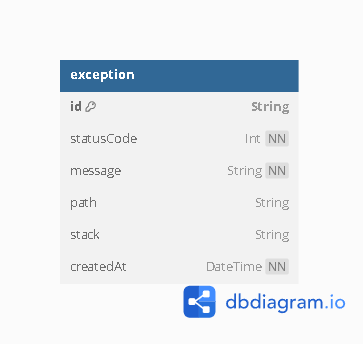 exception
id String
statusCode Int NN
message String NN
path String
stack String
createdAt DateTime NN
dbdiagram.io